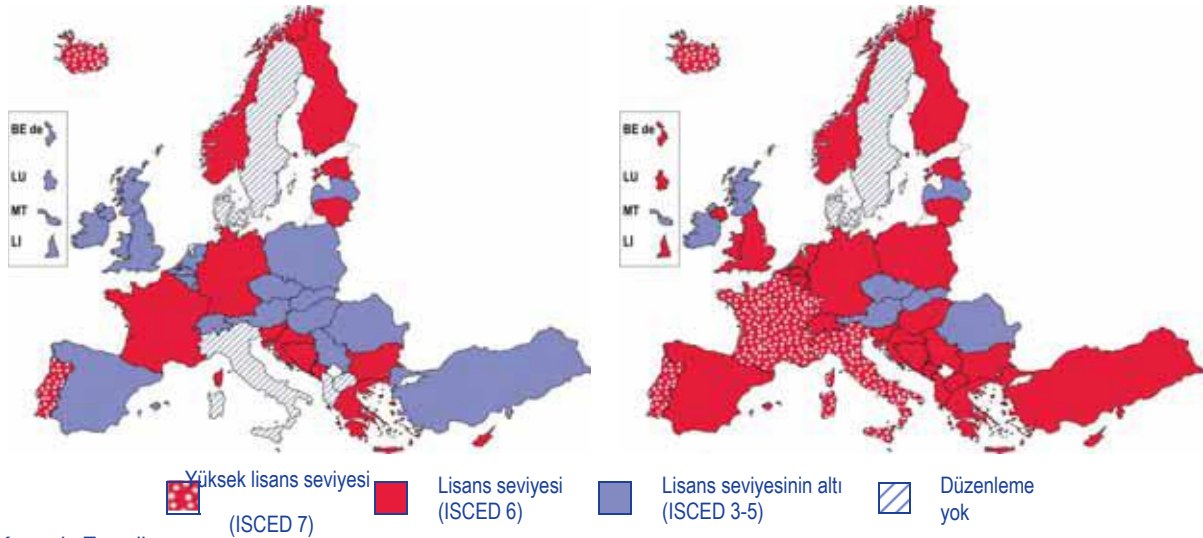 BE de
LU
MT
LI
BE de
LU
MT
LI
Yüksek lisans seviyesi
(ISCED 7)
Lisans seviyesi
(ISCED 6)
Lisans seviyesinin altı
(ISCED 3-5)
Düzenleme
yok